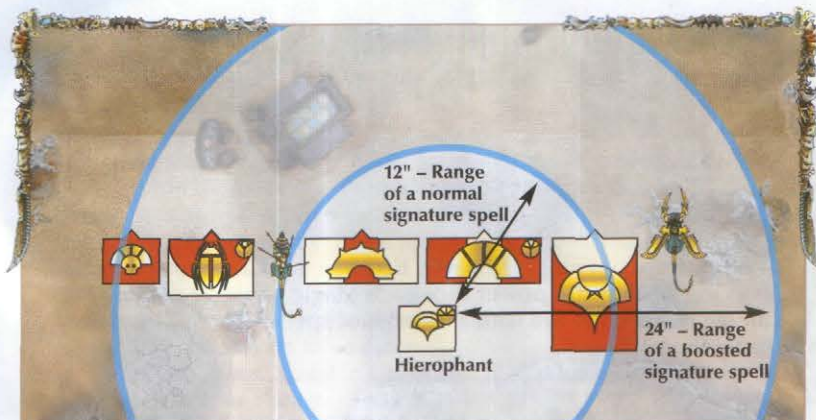 12" – Range
of a normal
signature spell
Hierophant
24" – Range
of a boosted
signature spell